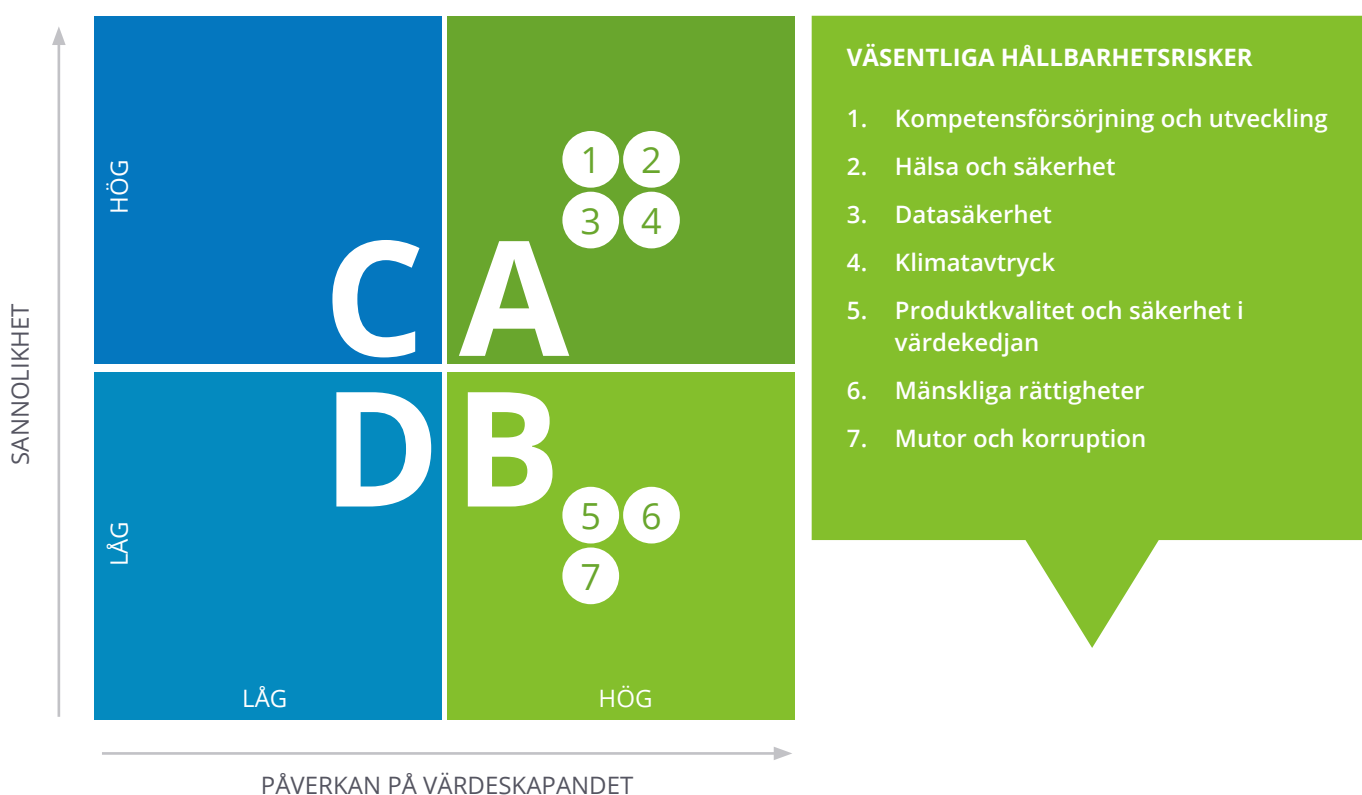 SANNOLIKHET
HÖG
C
A
1 2
3 4
LÅG
D
B
5 6
7
LÅG
HÖG
PÅVERKAN PÅ VÄRDESKAPANDET
VÄSENTLIGA HÅLLBARHETSRISKER
1. Kompetensförsörjning och utveckling
2. Hälsa och säkerhet
3. Datasäkerhet
4. Klimatavtryck
5. Produktkvalitet och säkerhet i
värdekedjan
6. Mänskliga rättigheter
7. Mutor och korruption